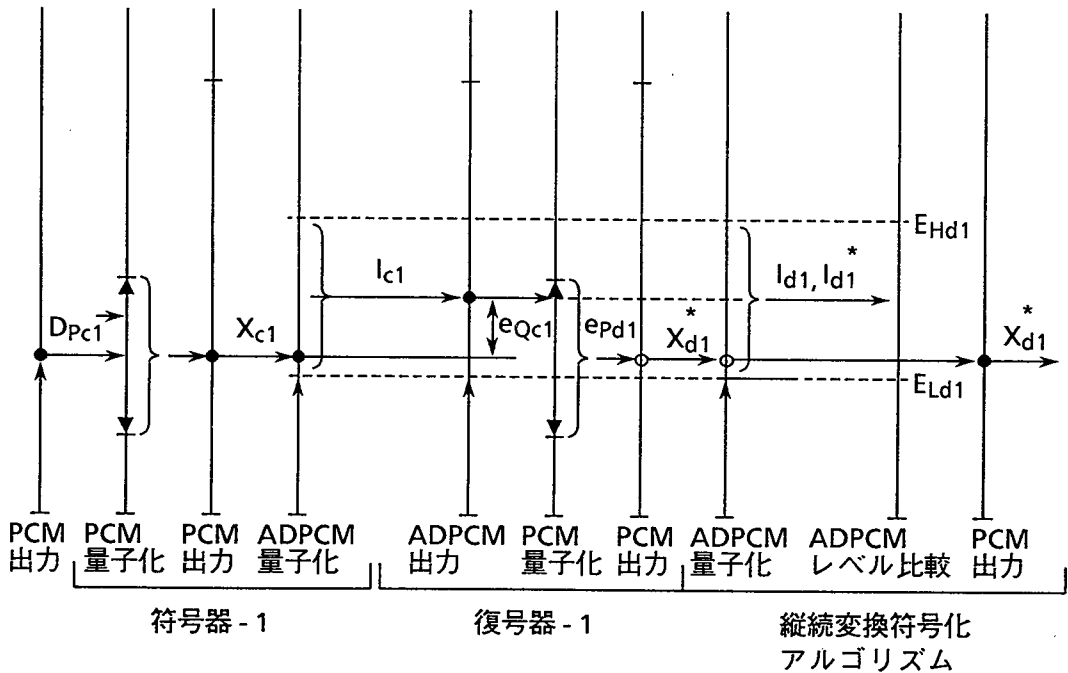 E_Hd1
I_c1
I_d1, I_d1*
D_Pc1
X_c1
e_Qc1
e_Pd1
X_d1*
X_d1*
E_Ld1
PCM
出力
PCM
量子化
PCM
出力
ADPCM
量子化
ADPCM
出力
PCM
量子化
PCM
出力
ADPCM
量子化
ADPCM
レベル比較
PCM
出力
符号器 - 1
復号器 - 1
縦続変換符号化
アルゴリズム